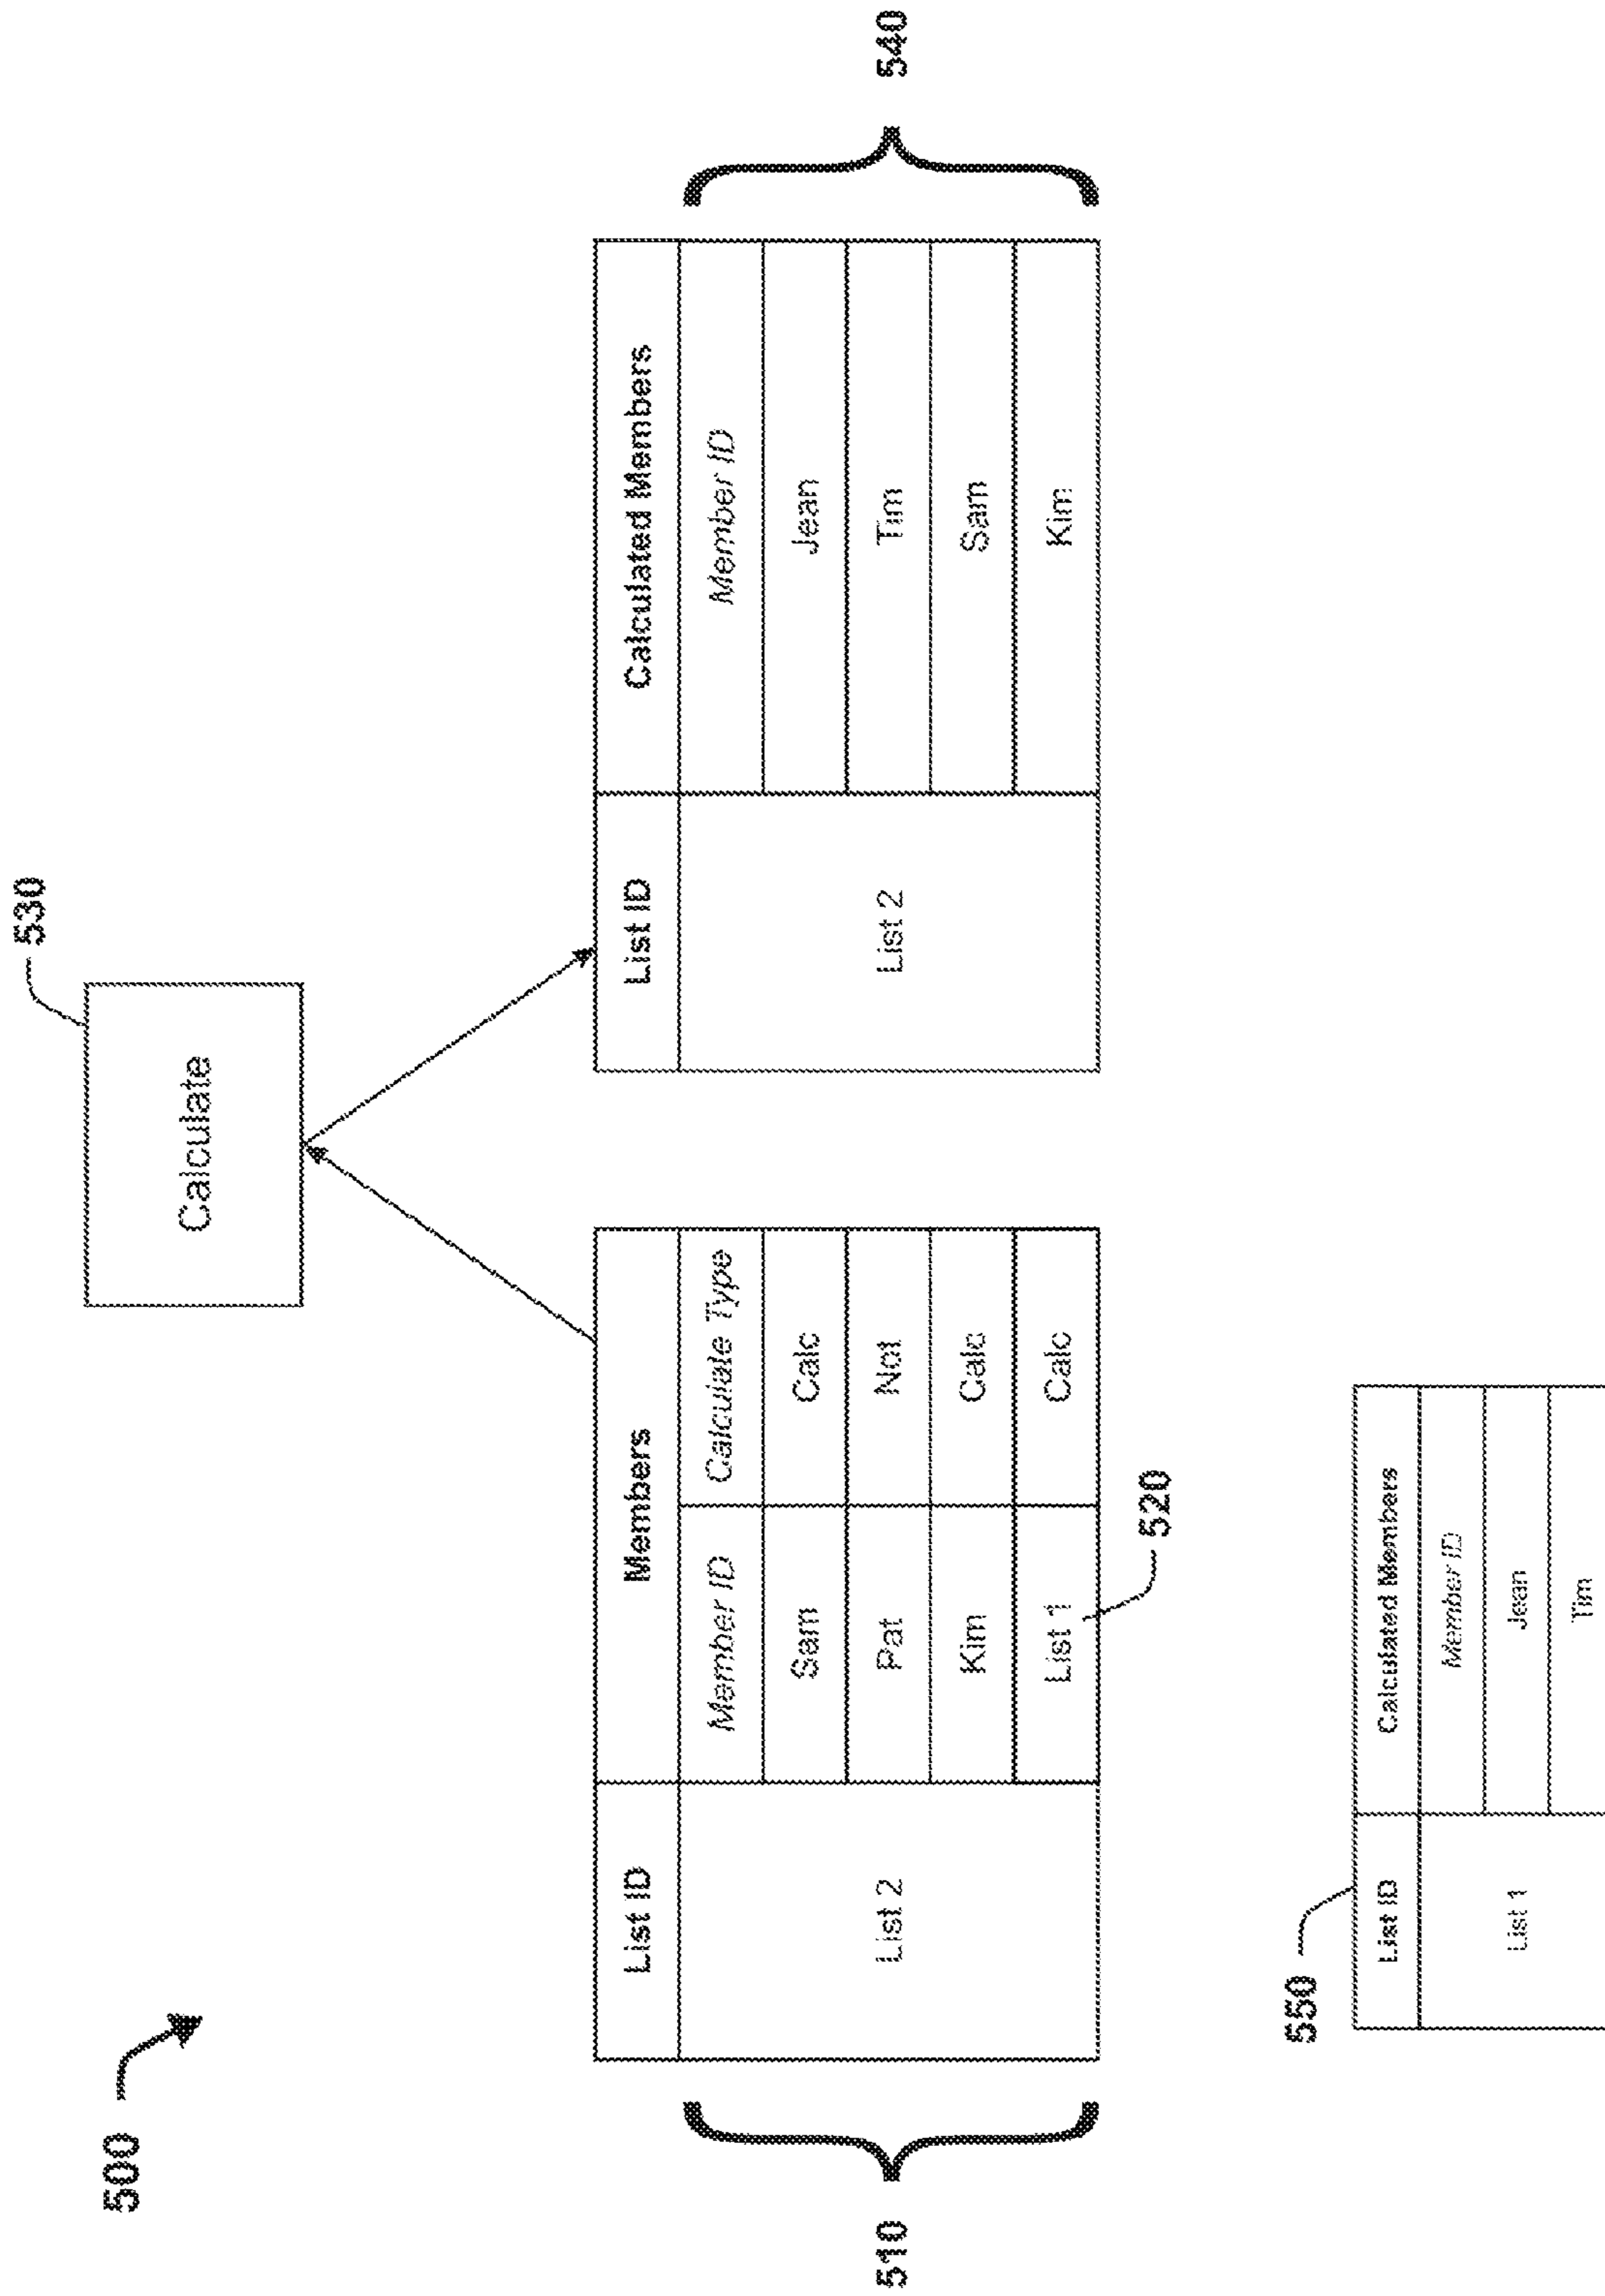 500
530
Calculate
List ID Members
Member ID Calculate Type
List 2
Sam Calc
Pat Not
Kim Calc
List 1 Calc
510
520
List ID Calculated Members
Member ID
List 2
Jean
Tim
Sam
Kim
540
550
List ID Calculated Members
Member ID
List 1
Jean
Tim